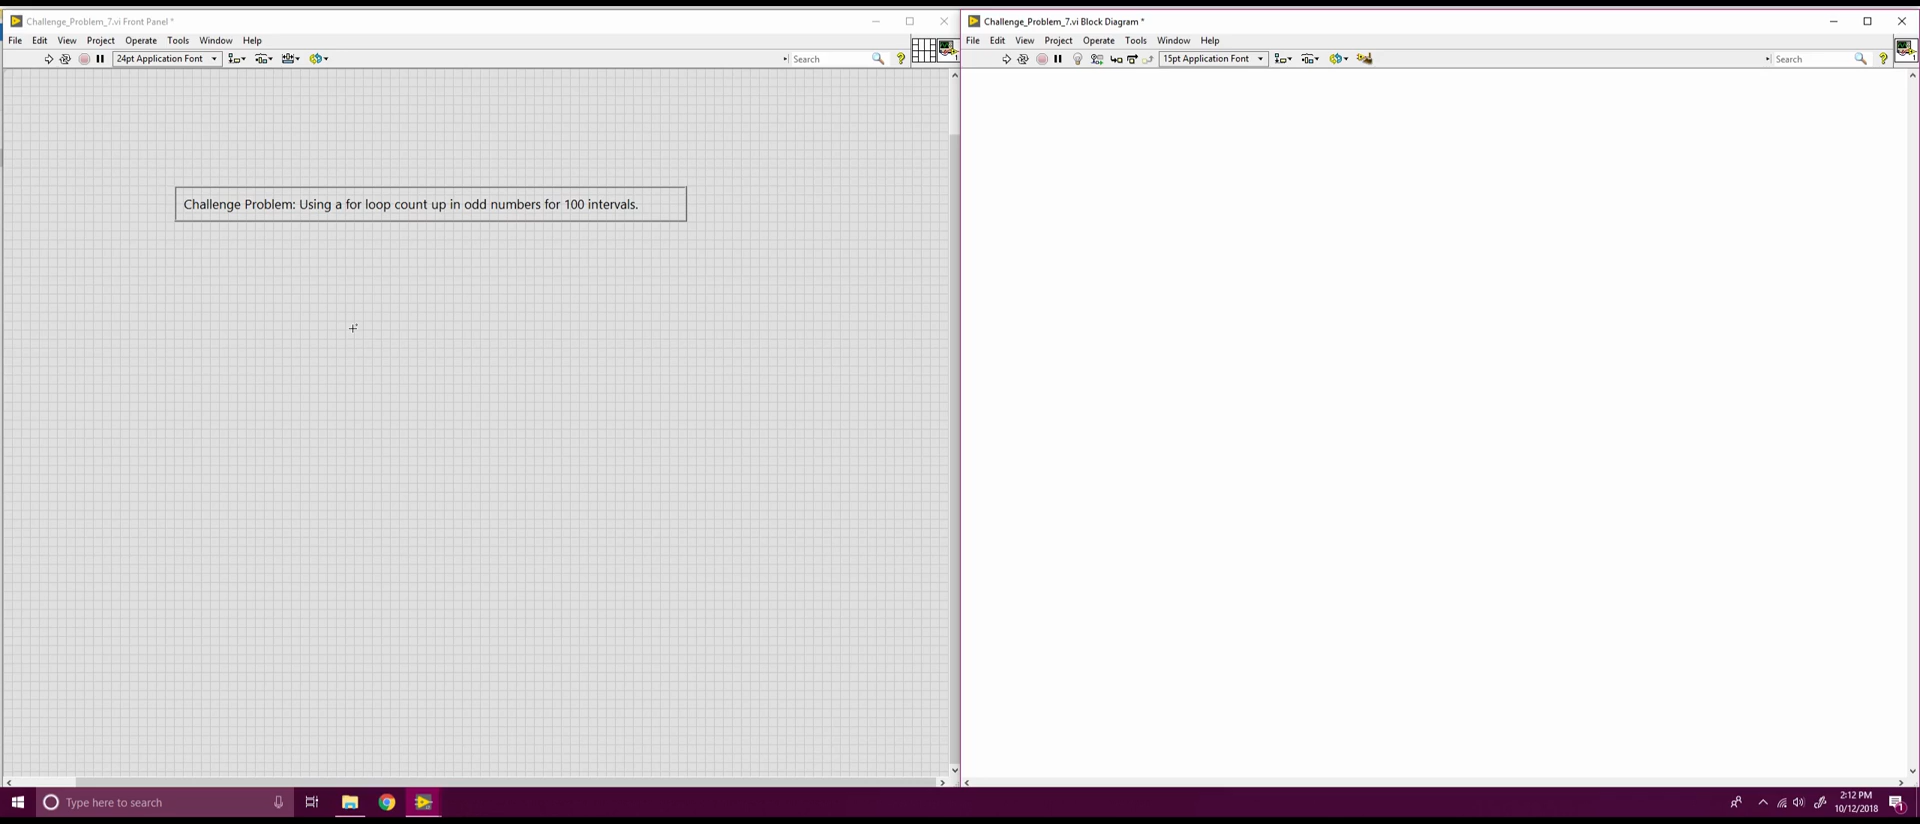 Challenge_Problem_7.vi Front Panel *
File Edit View Project Operate Tools Window Help
24pt Application Font
Search
Challenge Problem: Using a for loop count up in odd numbers for 100 intervals.
Challenge_Problem_7.vi Block Diagram *
File Edit View Project Operate Tools Window Help
15pt Application Font
Search
Type here to search
2:12 PM
10/12/2018